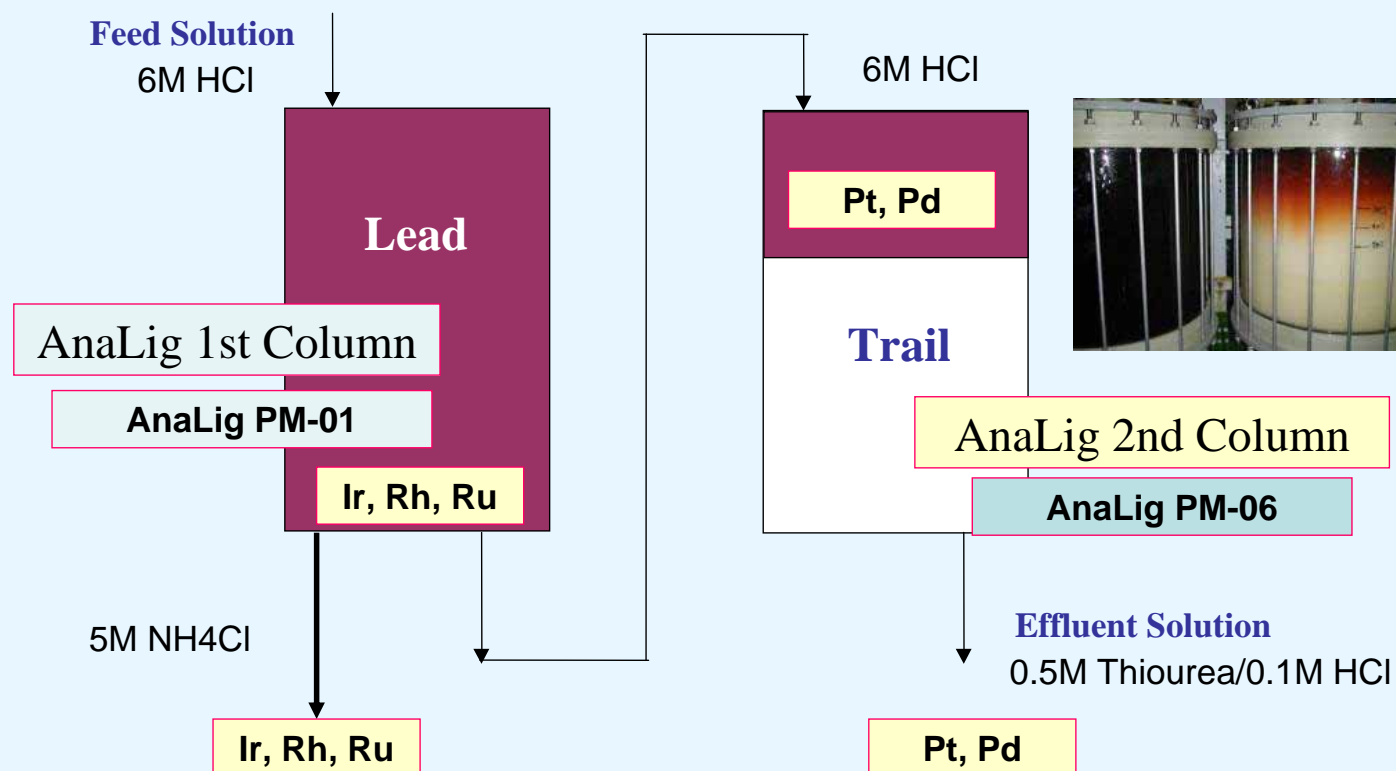 Feed Solution
6M HCl
6M HCl
Pt, Pd
Lead
Trail
AnaLig 1st Column
AnaLig PM-01
AnaLig 2nd Column
Ir, Rh, Ru
AnaLig PM-06
5M NH4Cl
Effluent Solution
0.5M Thiourea/0.1M HCl
Ir, Rh, Ru
Pt, Pd